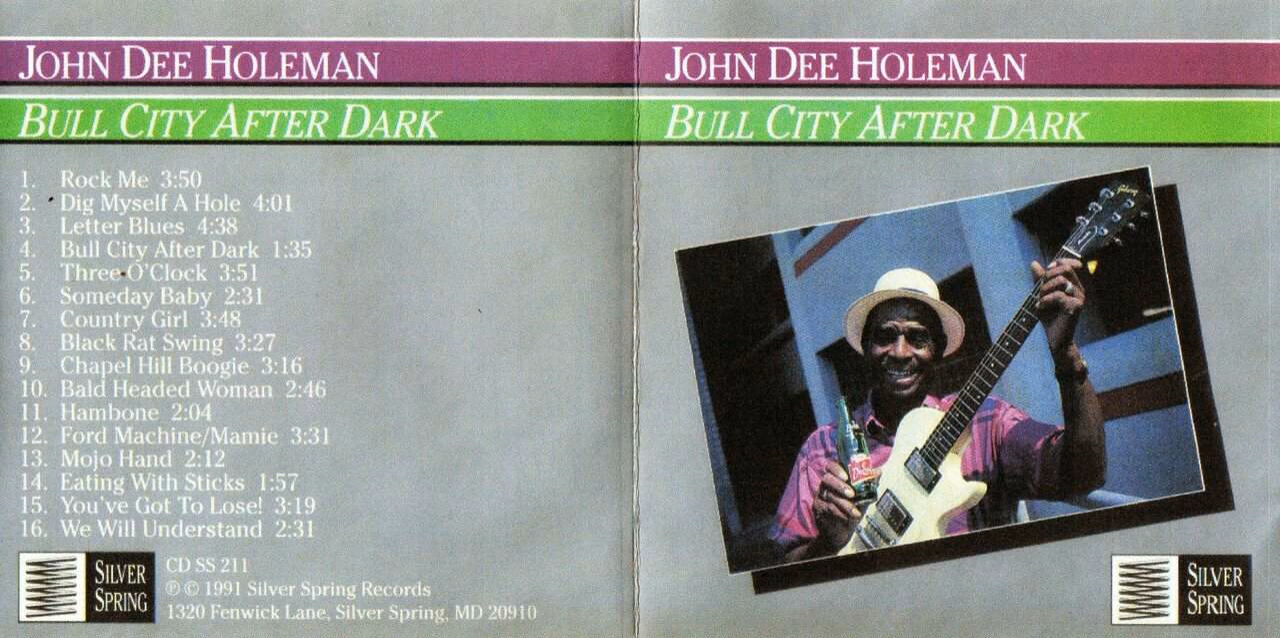 JOHN DEE HOLEMAN
BULL CITY AFTER DARK
1. Rock Me 3:50
2. Dig Myself A Hole 4:01
3. Letter Blues 4:38
4. Bull City After Dark 1:35
5. Three O'Clock 3:51
6. Someday Baby 2:31
7. Country Girl 3:48
8. Black Rat Swing 3:27
9. Chapel Hill Boogie 3:16
10. Bald Headed Woman 2:46
11. Hambone 2:04
12. Ford Machine/Mamie 3:31
13. Mojo Hand 2:12
14. Eating With Sticks 1:57
15. You've Got To Lose! 3:19
16. We Will Understand 2:31
SILVER
SPRING
CD SS 211
℗ © 1991 Silver Spring Records
1320 Fenwick Lane, Silver Spring, MD 20910
JOHN DEE HOLEMAN
BULL CITY AFTER DARK
Gibson
SILVER
SPRING